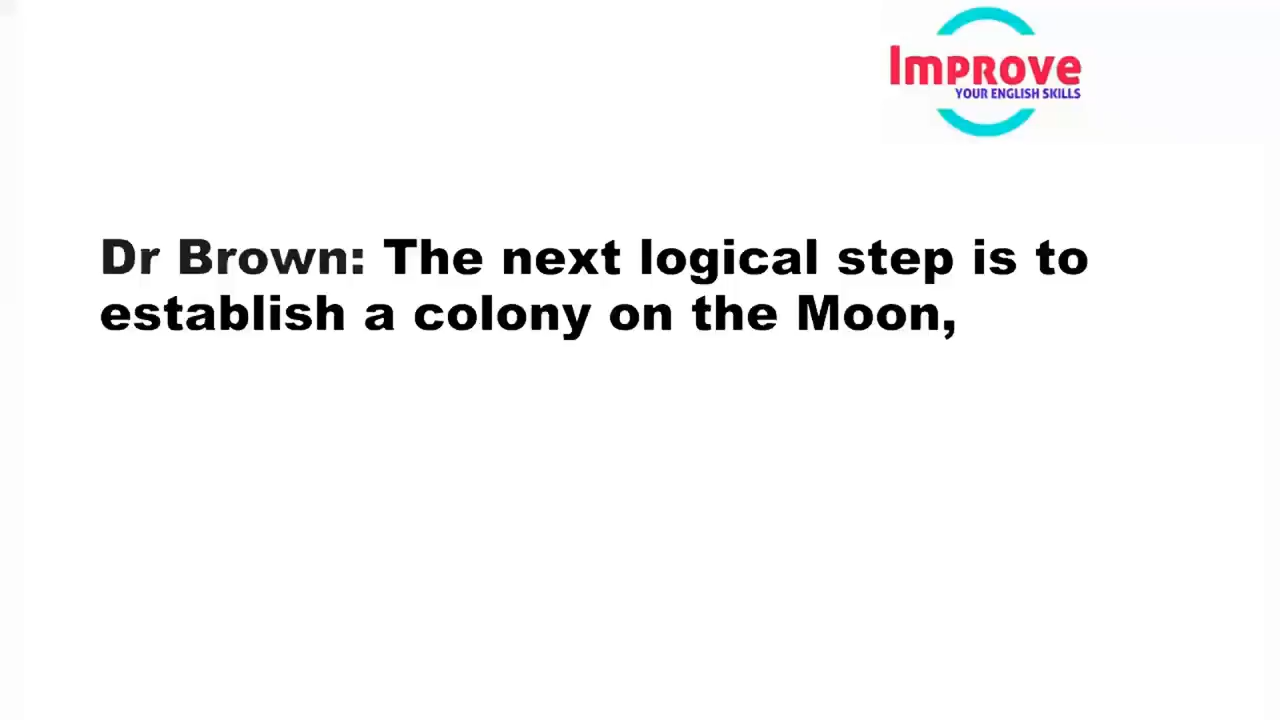 Improve
YOUR ENGLISH SKILLS
Dr Brown: The next logical step is to
establish a colony on the Moon,